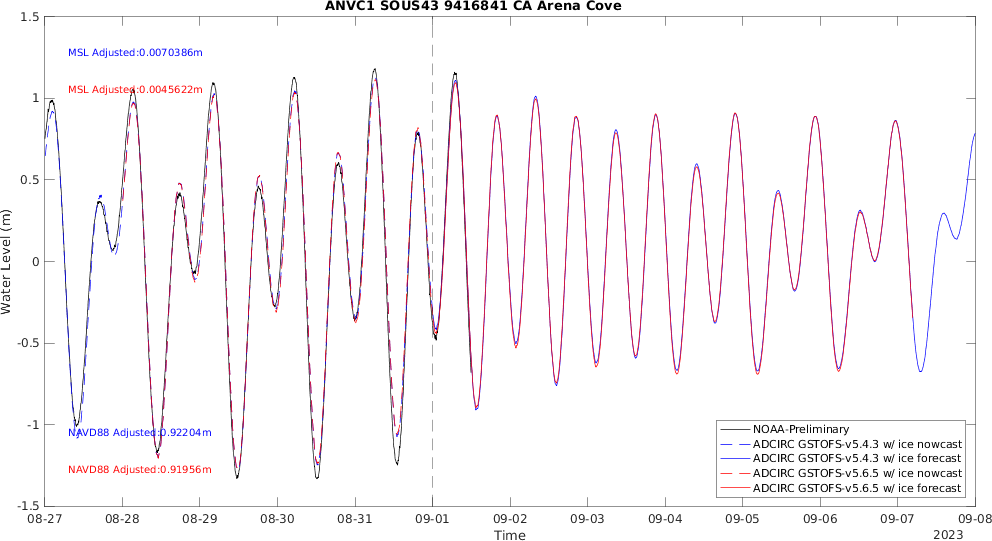 ANVC1 SOUS43 9416841 CA Arena Cove
1.5
1
0.5
0
-0.5
-1
-1.5
Water Level (m)
MSL Adjusted:0.0070386m
MSL Adjusted:0.0045622m
NAVD88 Adjusted:0.92204m
NAVD88 Adjusted:0.91956m
NOAA-Preliminary
ADCIRC GSTOFS-v5.4.3 w/ ice nowcast
ADCIRC GSTOFS-v5.4.3 w/ ice forecast
ADCIRC GSTOFS-v5.6.5 w/ ice nowcast
ADCIRC GSTOFS-v5.6.5 w/ ice forecast
08-27 08-28 08-29 08-30 08-31 09-01 09-02 09-03 09-04 09-05 09-06 09-07 09-08
Time
2023